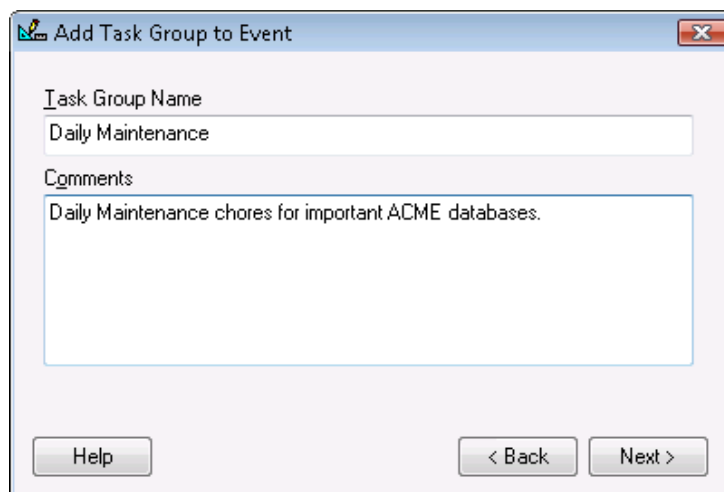 Add Task Group to Event
Task Group Name
Daily Maintenance
Comments
Daily Maintenance chores for important ACME databases.
Help
< Back
Next >